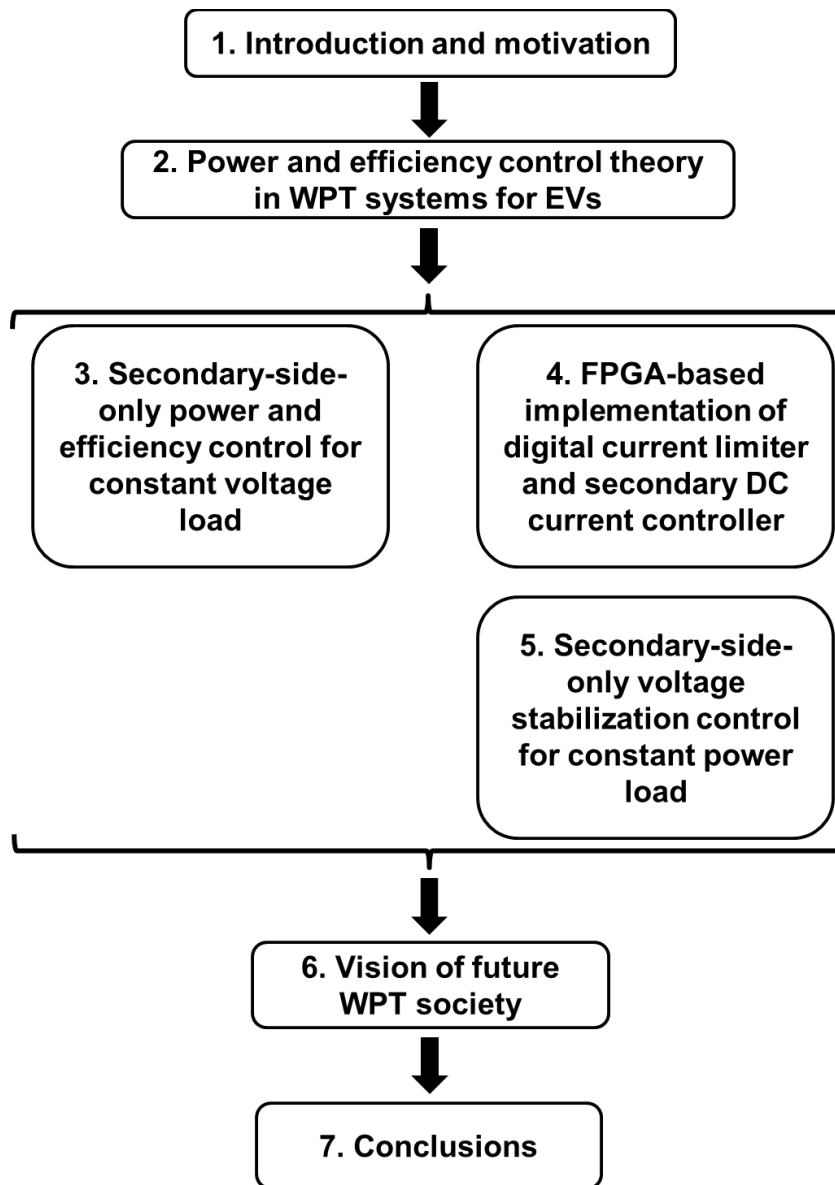 1. Introduction and motivation
2. Power and efficiency control theory
in WPT systems for EVs
3. Secondary-side-
only power and
efficiency control for
constant voltage
load
4. FPGA-based
implementation of
digital current limiter
and secondary DC
current controller
5. Secondary-side-
only voltage
stabilization control
for constant power
load
6. Vision of future
WPT society
7. Conclusions